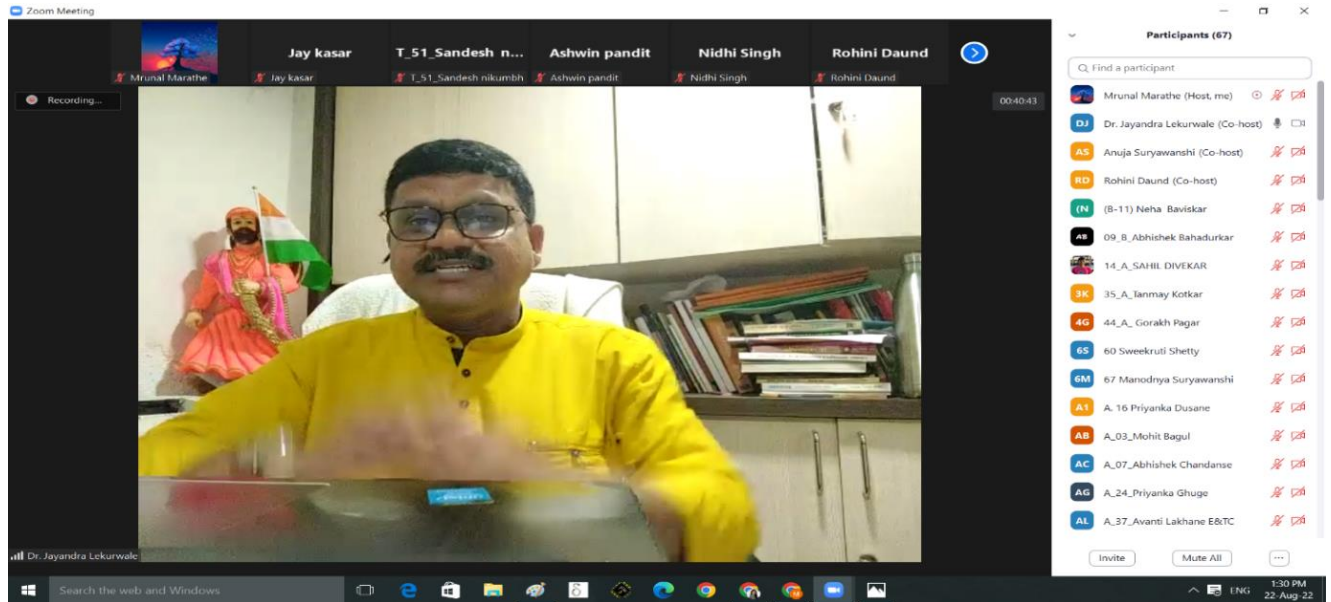 Zoom Meeting
Jay kasar
T_51_Sandesh n...
Ashwin pandit
Nidhi Singh
Rohini Daund
Mrunal Marathe
Jay kasar
T_51_Sandesh nikumbh
Ashwin pandit
Nidhi Singh
Rohini Daund
Recording...
00:40:43
Dr. Jayandra Lekurwale
Participants (67)
Find a participant
Mrunal Marathe (Host, me)
DJ Dr. Jayandra Lekurwale (Co-host)
AS Anuja Suryawanshi (Co-host)
RD Rohini Daund (Co-host)
(N (B-11) Neha Baviskar
AB 09_B_Abhishek Bahadurkar
14_A_SAHIL DIVEKAR
3K 35_A_Tanmay Kotkar
4G 44_A_ Gorakh Pagar
6S 60 Sweekruti Shetty
6M 67 Manodnya Suryawanshi
A1 A. 16 Priyanka Dusane
AB A_03_Mohit Bagul
AC A_07_Abhishek Chandanse
AG A_24_Priyanka Ghuge
AL A_37_Avanti Lakhane E&TC
Invite
Mute All
Search the web and Windows
ENG
1:30 PM
22-Aug-22